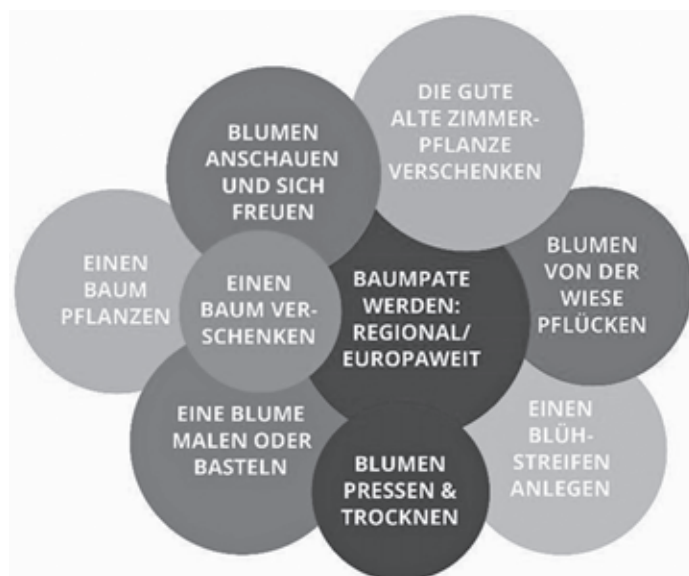 DIE GUTE
ALTE ZIMMER-
PFLANZE
VERSCHENKEN
BLUMEN
ANSCHAUEN
UND SICH
FREUEN
BLUMEN
VON DER
WIESE
PFLÜCKEN
EINEN
BAUM
PFLANZEN
EINEN
BAUM VER-
SCHENKEN
BAUMPATE
WERDEN:
REGIONAL/
EUROPAWEIT
EINE BLUME
MALEN ODER
BASTELN
EINEN
BLÜH-
STREIFEN
ANLEGEN
BLUMEN
PRESSEN &
TROCKNEN